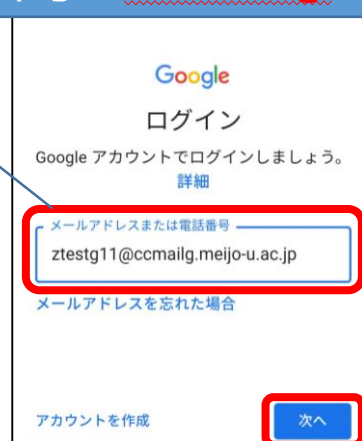 Google
ログイン
Google アカウントでログインしましょう。
詳細
メールアドレスまたは電話番号
ztestg11@ccmailg.meijo-u.ac.jp
メールアドレスを忘れた場合
アカウントを作成
次へ